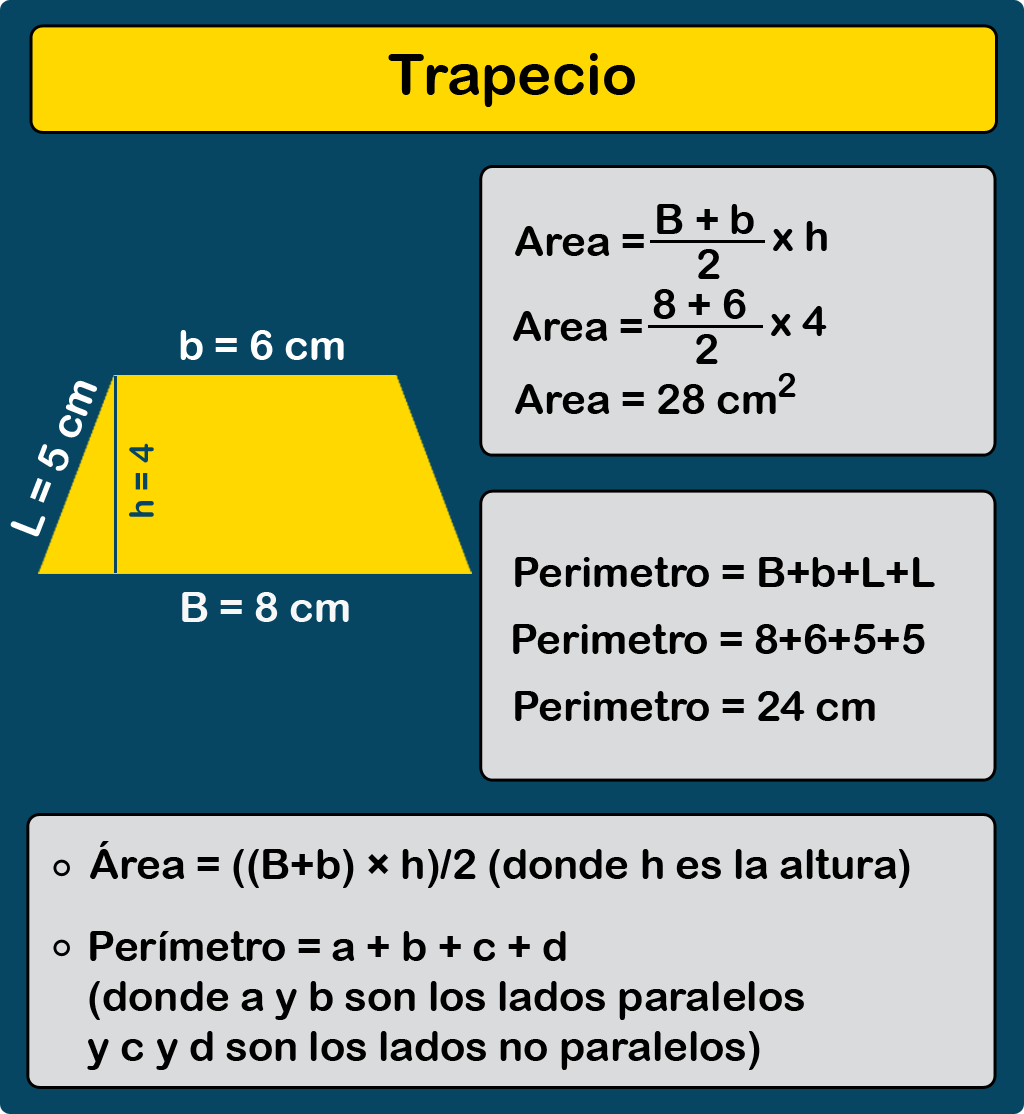 Trapecio
Area = B + b / 2 x h
Area = 8 + 6 / 2 x 4
Area = 28 cm²
b = 6 cm
L = 5 cm
h = 4
B = 8 cm
Perimetro = B+b+L+L
Perimetro = 8+6+5+5
Perimetro = 24 cm
Área = ((B+b) × h)/2 (donde h es la altura)
Perímetro = a + b + c + d
(donde a y b son los lados paralelos
y c y d son los lados no paralelos)